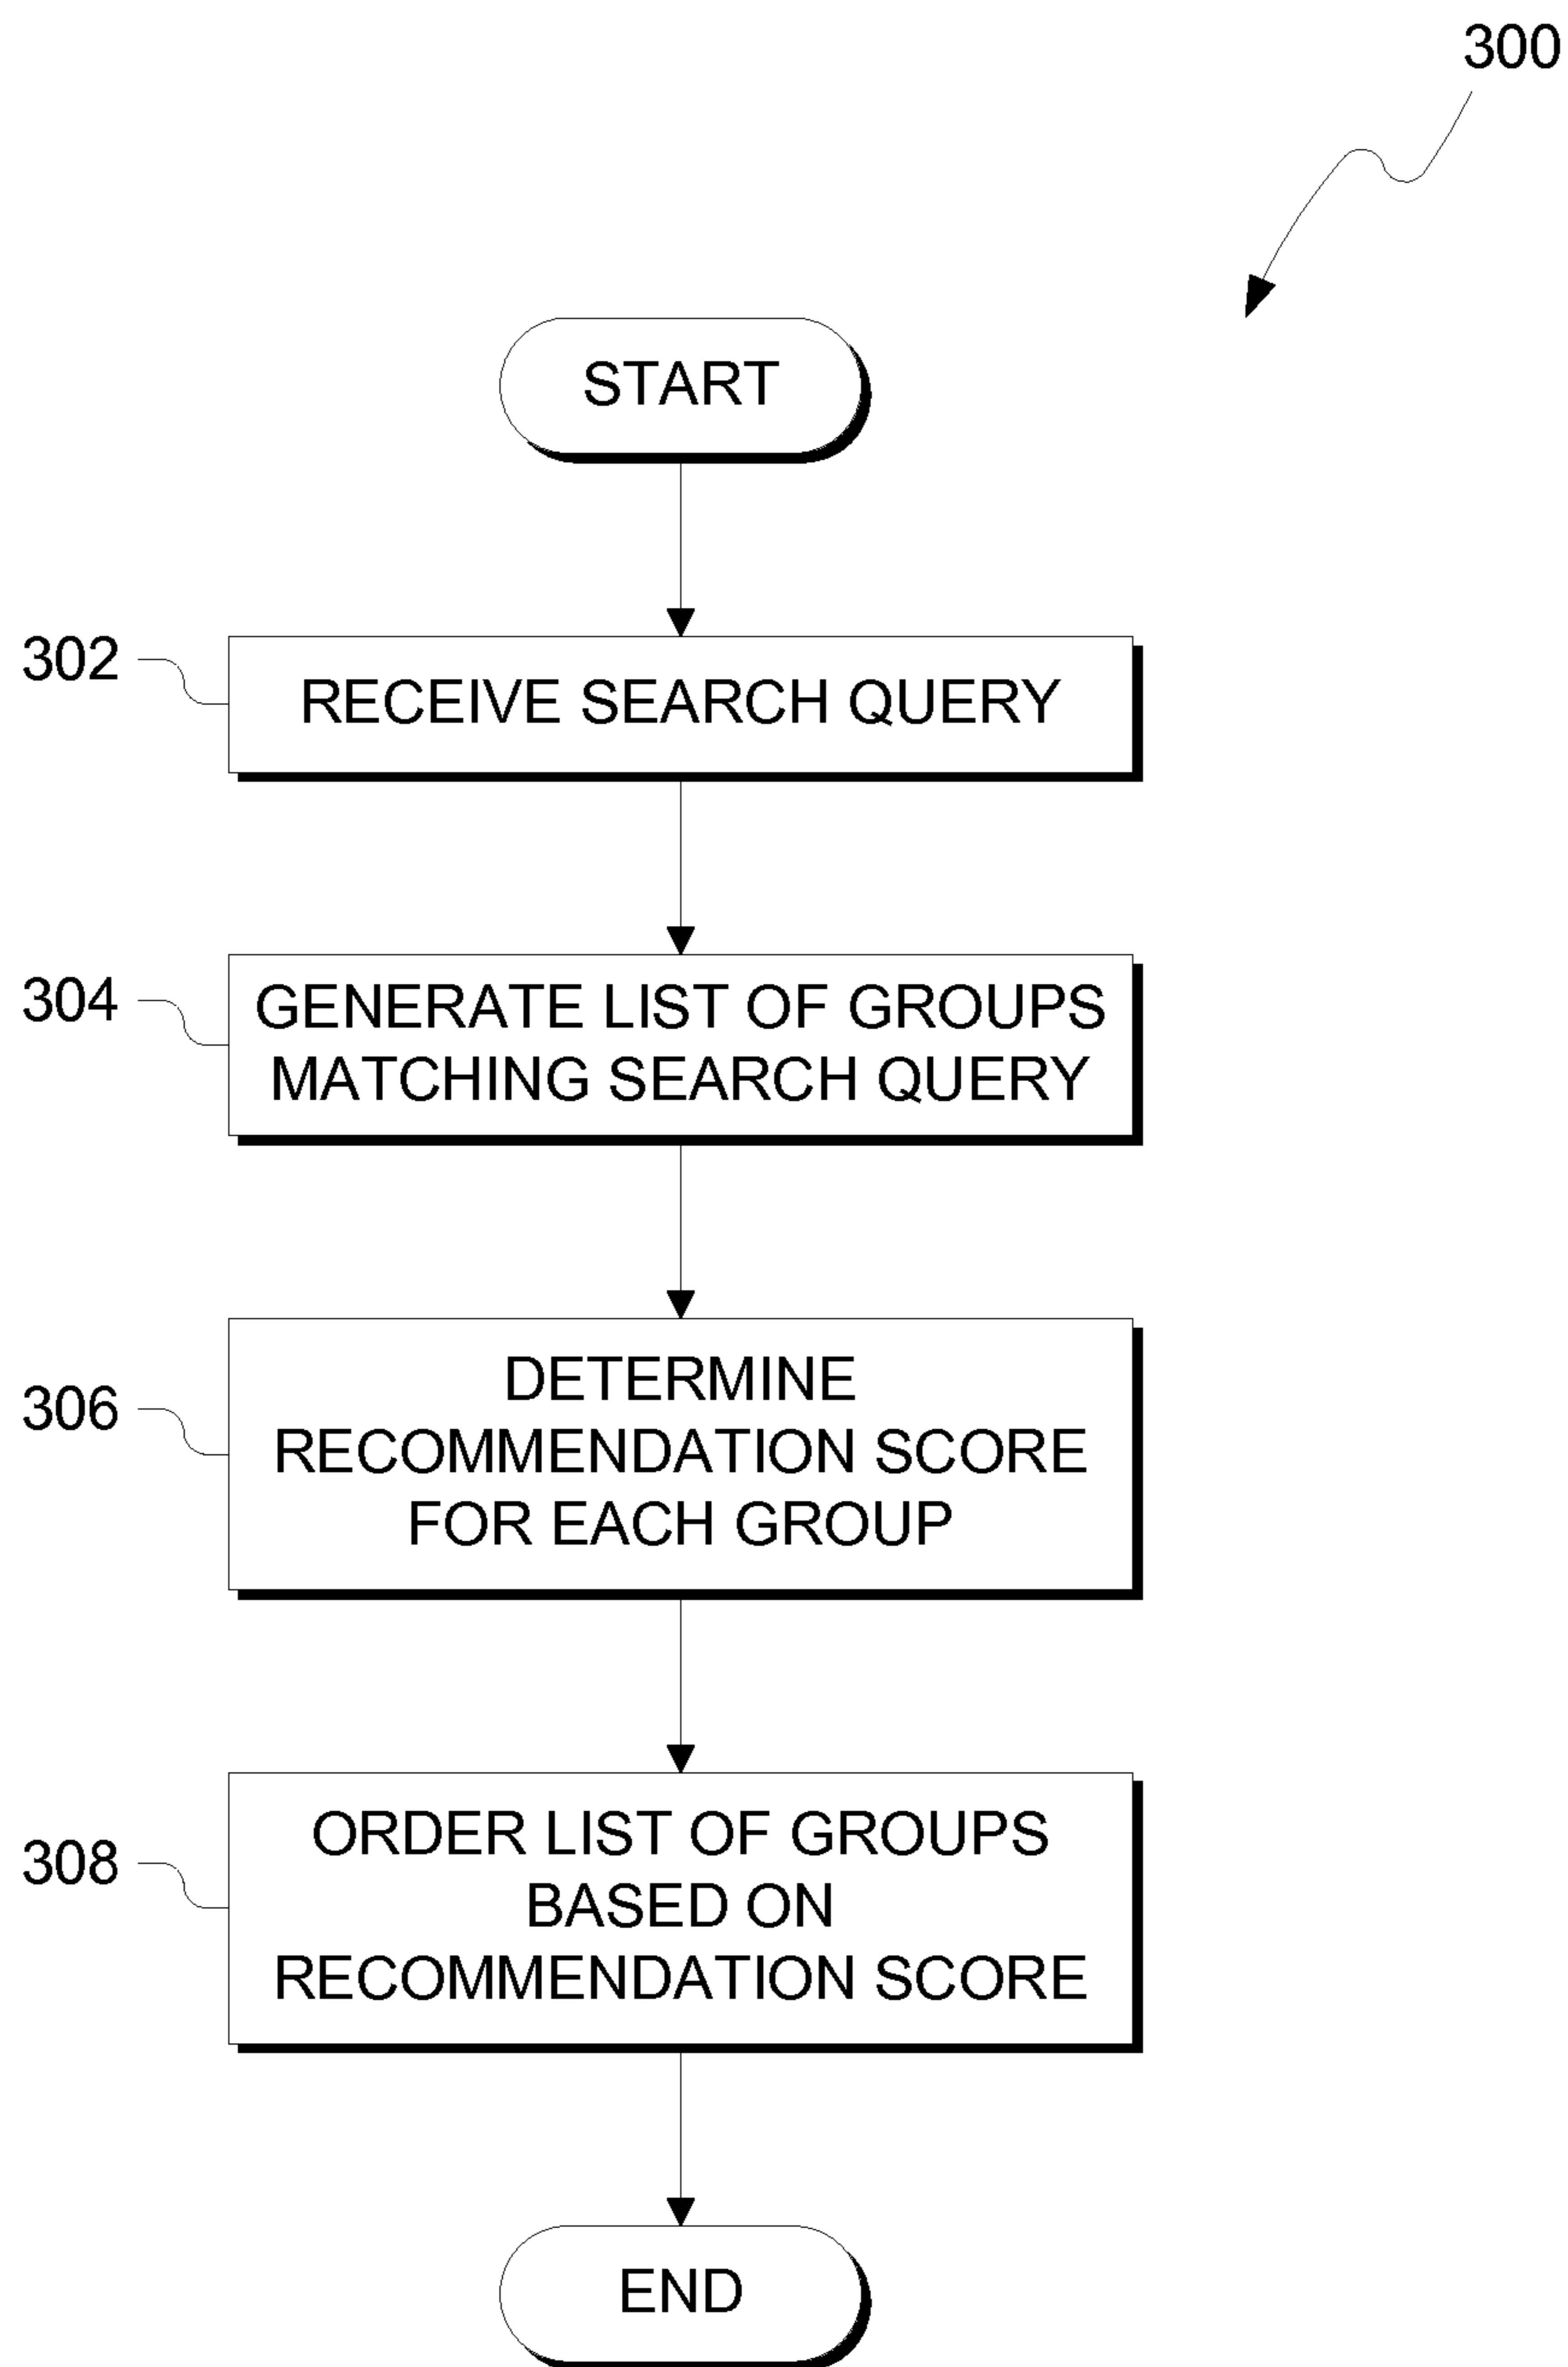 300
START
302
RECEIVE SEARCH QUERY
304
GENERATE LIST OF GROUPS
MATCHING SEARCH QUERY
306
DETERMINE
RECOMMENDATION SCORE
FOR EACH GROUP
308
ORDER LIST OF GROUPS
BASED ON
RECOMMENDATION SCORE
END